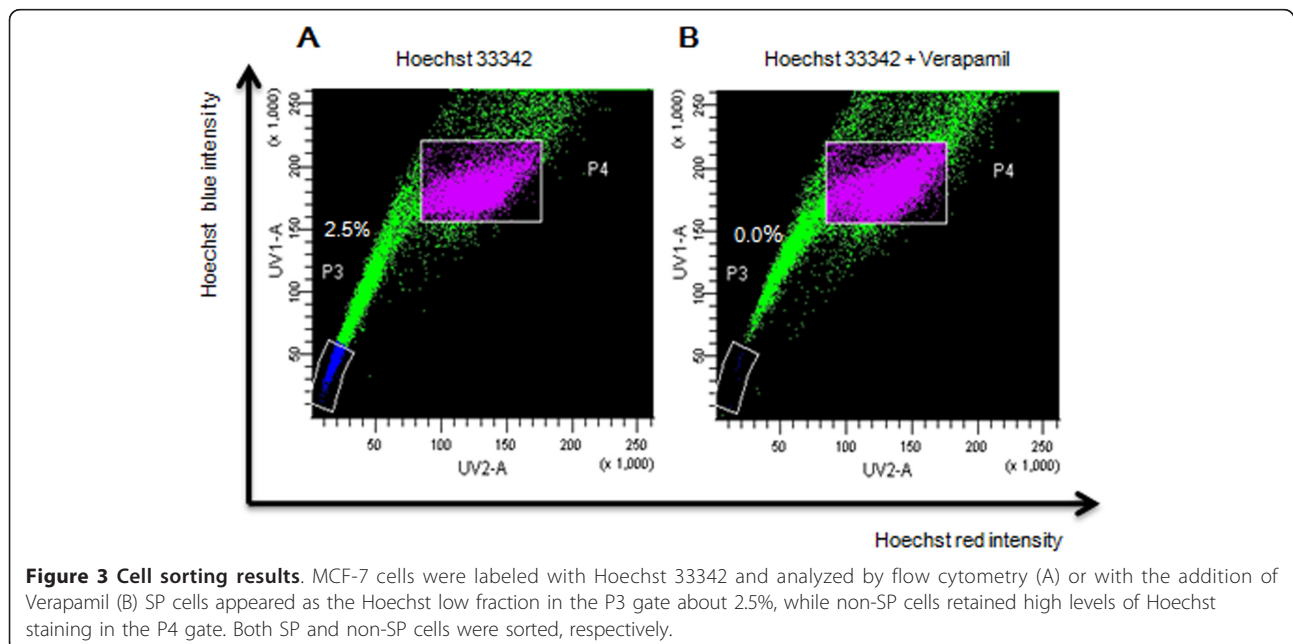 A
B
Hoechst 33342
Hoechst 33342 + Verapamil
Hoechst blue intensity
(x 1,000)
UV1-A
250
200
150
100
50
2.5%
P3
P4
50
100
150
200
250
UV2-A
(x 1,000)
(x 1,000)
UV1-A
250
200
150
100
50
0.0%
P3
P4
50
100
150
200
250
UV2-A
(x 1,000)
Hoechst red intensity
Figure 3 Cell sorting results. MCF-7 cells were labeled with Hoechst 33342 and analyzed by flow cytometry (A) or with the addition of
Verapamil (B) SP cells appeared as the Hoechst low fraction in the P3 gate about 2.5%, while non-SP cells retained high levels of Hoechst
staining in the P4 gate. Both SP and non-SP cells were sorted, respectively.